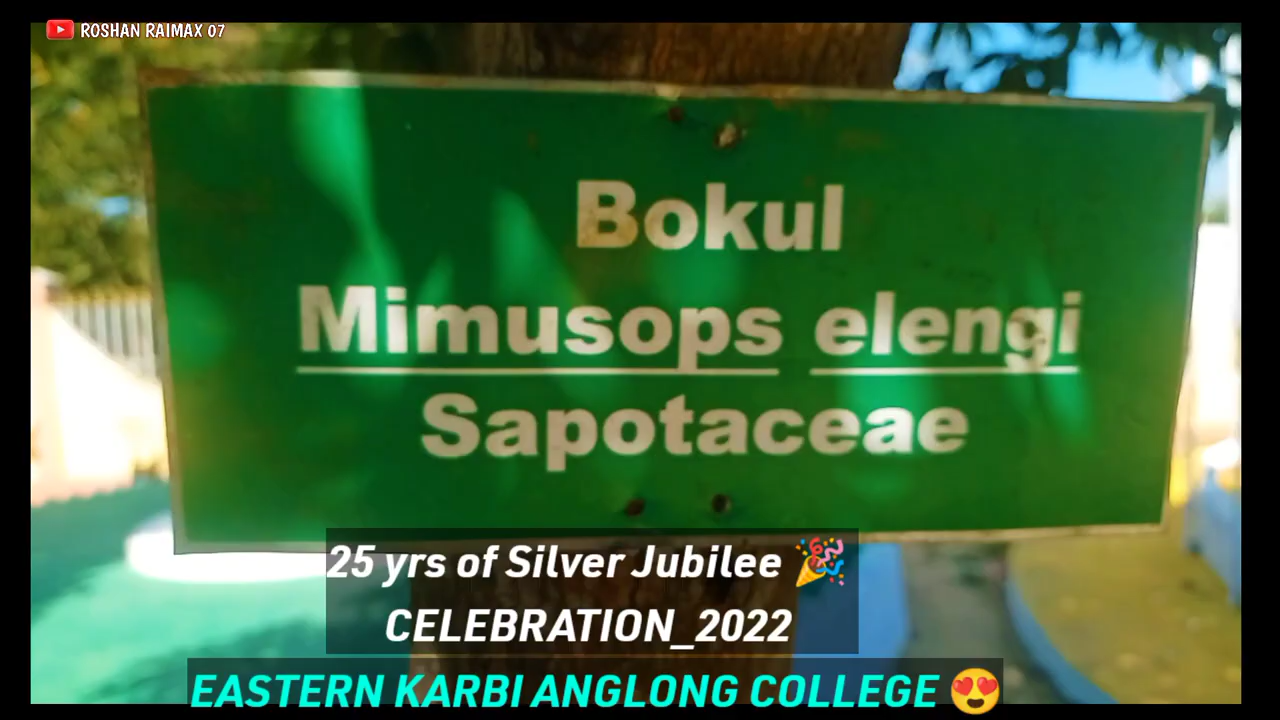 ROSHAN RAIMAX 07
Bokul
Mimusops elengi
Sapotaceae
25 yrs of Silver Jubilee 🎉
CELEBRATION_2022
EASTERN KARBI ANGLONG COLLEGE 😍